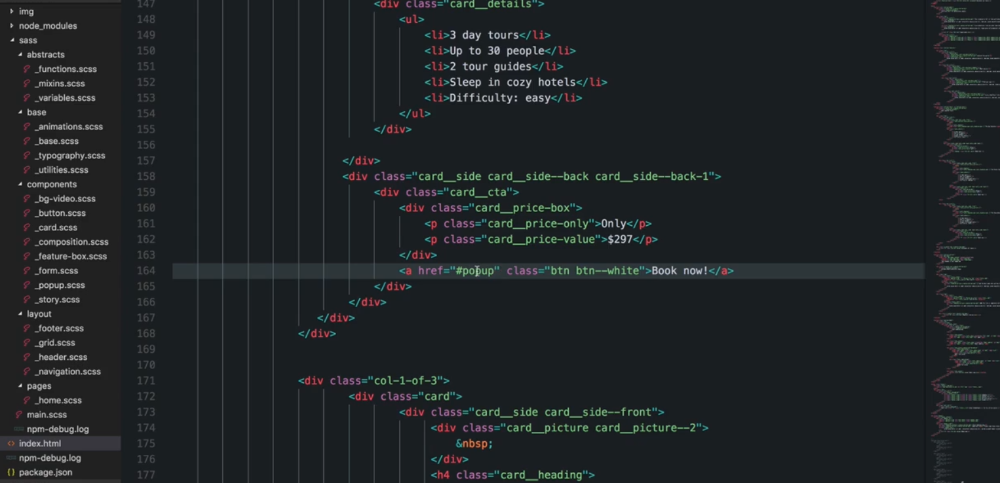 img
node_modules
sass
abstracts
_functions.scss
_mixins.scss
_variables.scss
base
_animations.scss
_base.scss
_typography.scss
_utilities.scss
components
_bg-video.scss
_button.scss
_card.scss
_composition.scss
_feature-box.scss
_form.scss
_popup.scss
_story.scss
layout
_footer.scss
_grid.scss
_header.scss
_navigation.scss
pages
_home.scss
main.scss
npm-debug.log
<> index.html
npm-debug.log
{} package.json
147 <div class="card__details">
148 <ul>
149 <li>3 day tours</li>
150 <li>Up to 30 people</li>
151 <li>2 tour guides</li>
152 <li>Sleep in cozy hotels</li>
153 <li>Difficulty: easy</li>
154 </ul>
155 </div>
156
157 </div>
158 <div class="card__side card__side--back card__side--back-1">
159 <div class="card__cta">
160 <div class="card__price-box">
161 <p class="card__price-only">Only</p>
162 <p class="card__price-value">$297</p>
163 </div>
164 <a href="#popup" class="btn btn--white">Book now!</a>
165 </div>
166 </div>
167 </div>
168 </div>
169
170
171 <div class="col-1-of-3">
172 <div class="card">
173 <div class="card__side card__side--front">
174 <div class="card__picture card__picture--2">
175 &nbsp;
176 </div>
177 <h4 class="card__heading">